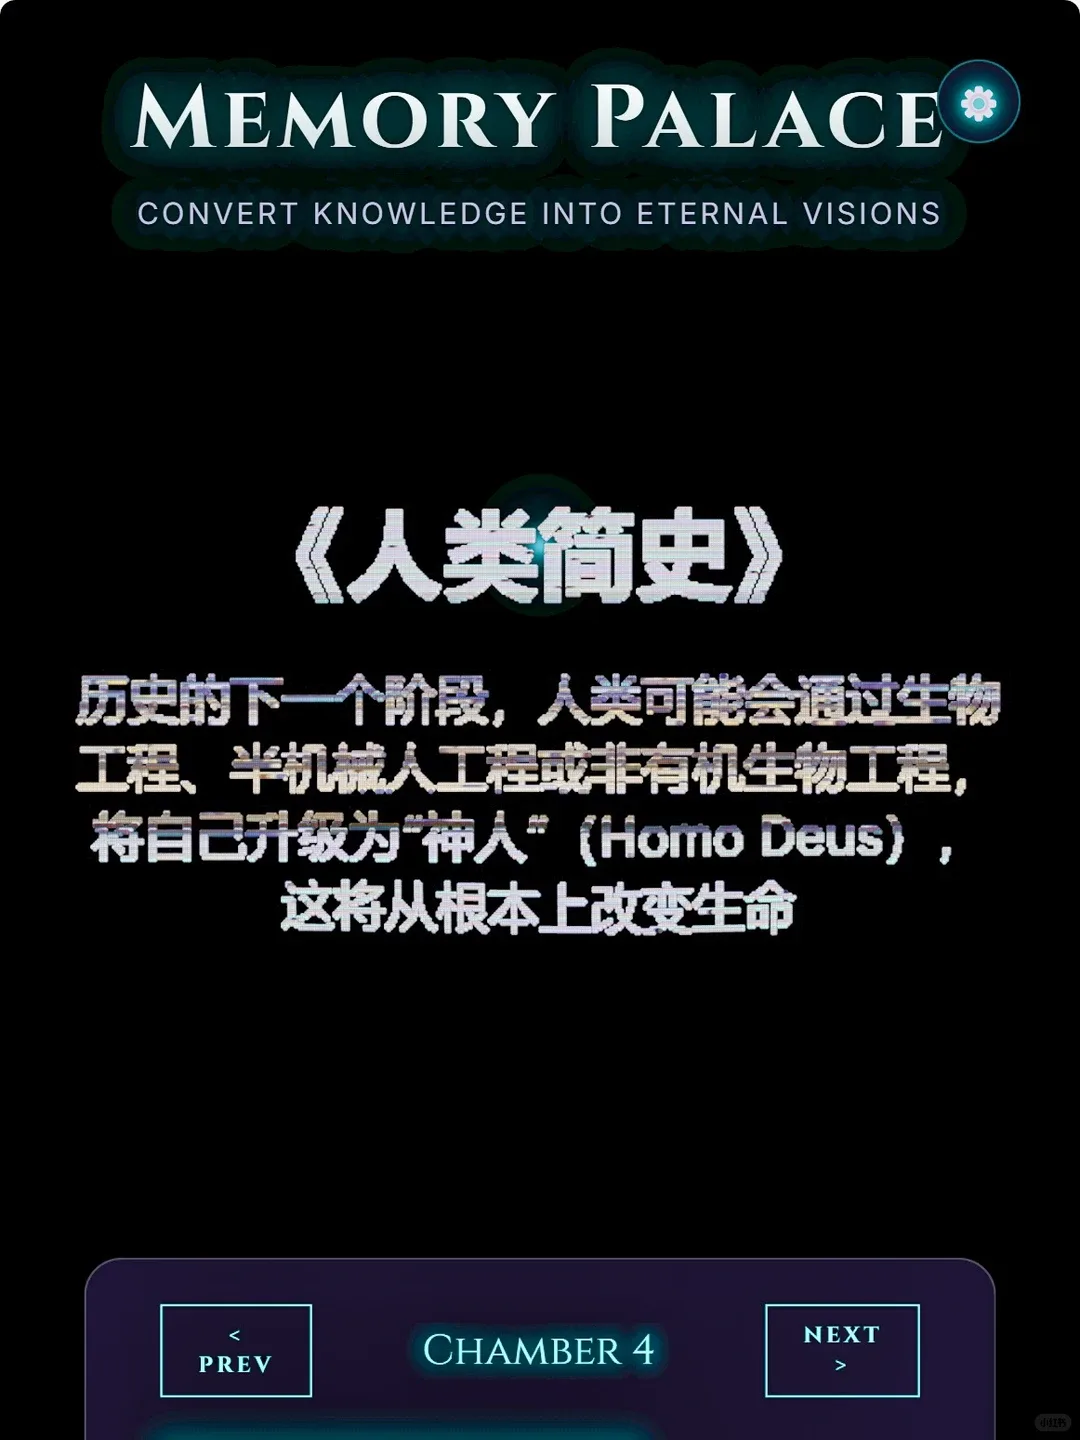 MEMORY PALACE
CONVERT KNOWLEDGE INTO ETERNAL VISIONS
《人类简史》
历史的下一个阶段，人类可能会通过生物
工程、半机械人工程或非有机生物工程，
将自己升级为“神人”（Homo Deus），
这将从根本上改变生命
<
PREV
CHAMBER 4
NEXT
>
小红书